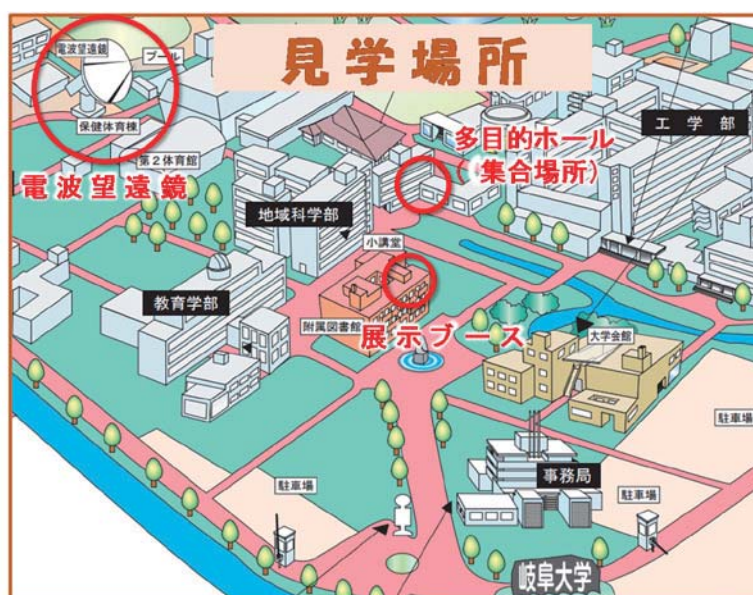 見学場所
電波望遠鏡
プール
保健体育棟
第2体育館
電波望遠鏡
多目的ホール
(集合場所)
工学部
地域科学部
小講堂
教育学部
附属図書館
展示ブース
大学会館
駐車場
事務局
駐車場
駐車場
岐阜大学